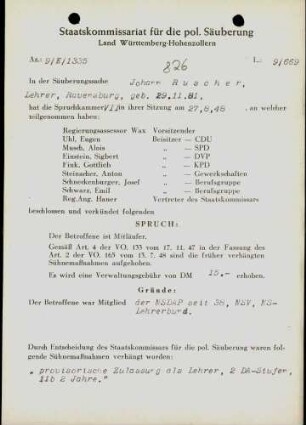 Staatskommissariat für die pol. Säuberung
Land Württemberg-Hohenzollern
Az.: 9/E/1335
826
L.: 9/669
In der Säuberungssache Johann Buscher,
Lehrer, Ravensburg, geb. 29.11.81,
hat die Spruchkammer VII in ihrer Sitzung am 27.8.48, an welcher
teilgenommen haben:
Regierungsassessor Wax Vorsitzender
Uhl, Eugen Beisitzer — CDU
Musch, Alois „ — SPD
Einstein, Sigbert „ — DVP
Fink, Gottlieb „ — KPD
Steinacher, Anton „ — Gewerkschaften
Schneckenburger, Josef „ — Berufsgruppe
Schwarz, Emil „ — Berufsgruppe
Reg.Ang. Hauer Vertreter des Staatskommissars
beschlossen und verkündet folgenden
SPRUCH:
Der Betroffene ist Mitläufer.
Gemäß Art. 4 der VO. 133 vom 17. 11. 47 in der Fassung des
Art. 2 der VO. 165 vom 13. 7. 48 sind die früher verhängten
Sühnemaßnahmen aufgehoben.
Es wird eine Verwaltungsgebühr von DM 15.- erhoben.
Gründe:
Der Betroffene war Mitglied der NSDAP seit 38, NSV, NS-
Lehrerbund.
Durch Entscheidung des Staatskommissars für die pol. Säuberung waren fol-
gende Sühnemaßnahmen verhängt worden:
„ provisorische Zulassung als Lehrer, 2 DA-Stufen,
11b 2 Jahre."